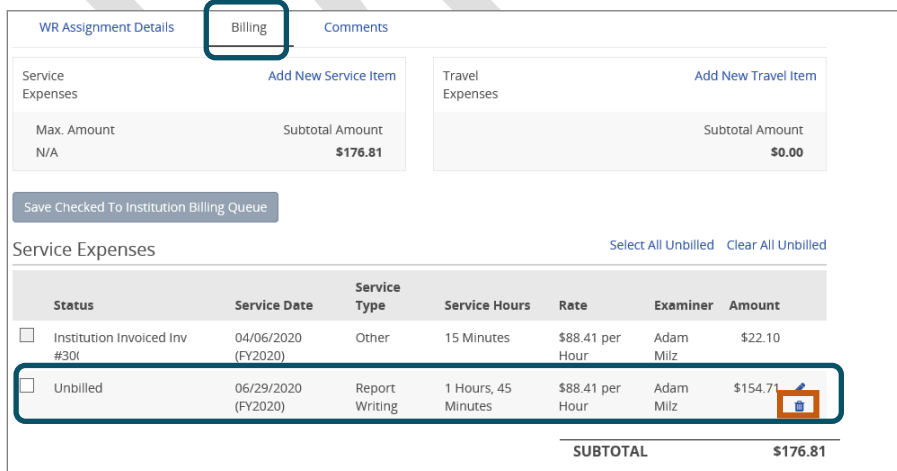 WR Assignment Details Billing Comments
Service Expenses Add New Service Item
Max. Amount Subtotal Amount
N/A $176.81
Travel Expenses Add New Travel Item
Subtotal Amount
$0.00
Save Checked To Institution Billing Queue
Service Expenses Select All Unbilled Clear All Unbilled
Status Service Date Service Type Service Hours Rate Examiner Amount
Institution Invoiced Inv 04/06/2020 Other 15 Minutes $88.41 per Adam $22.10
#300 (FY2020) Hour Milz
Unbilled 06/29/2020 Report 1 Hours, 45 $88.41 per Adam $154.71
(FY2020) Writing Minutes Hour Milz
SUBTOTAL $176.81